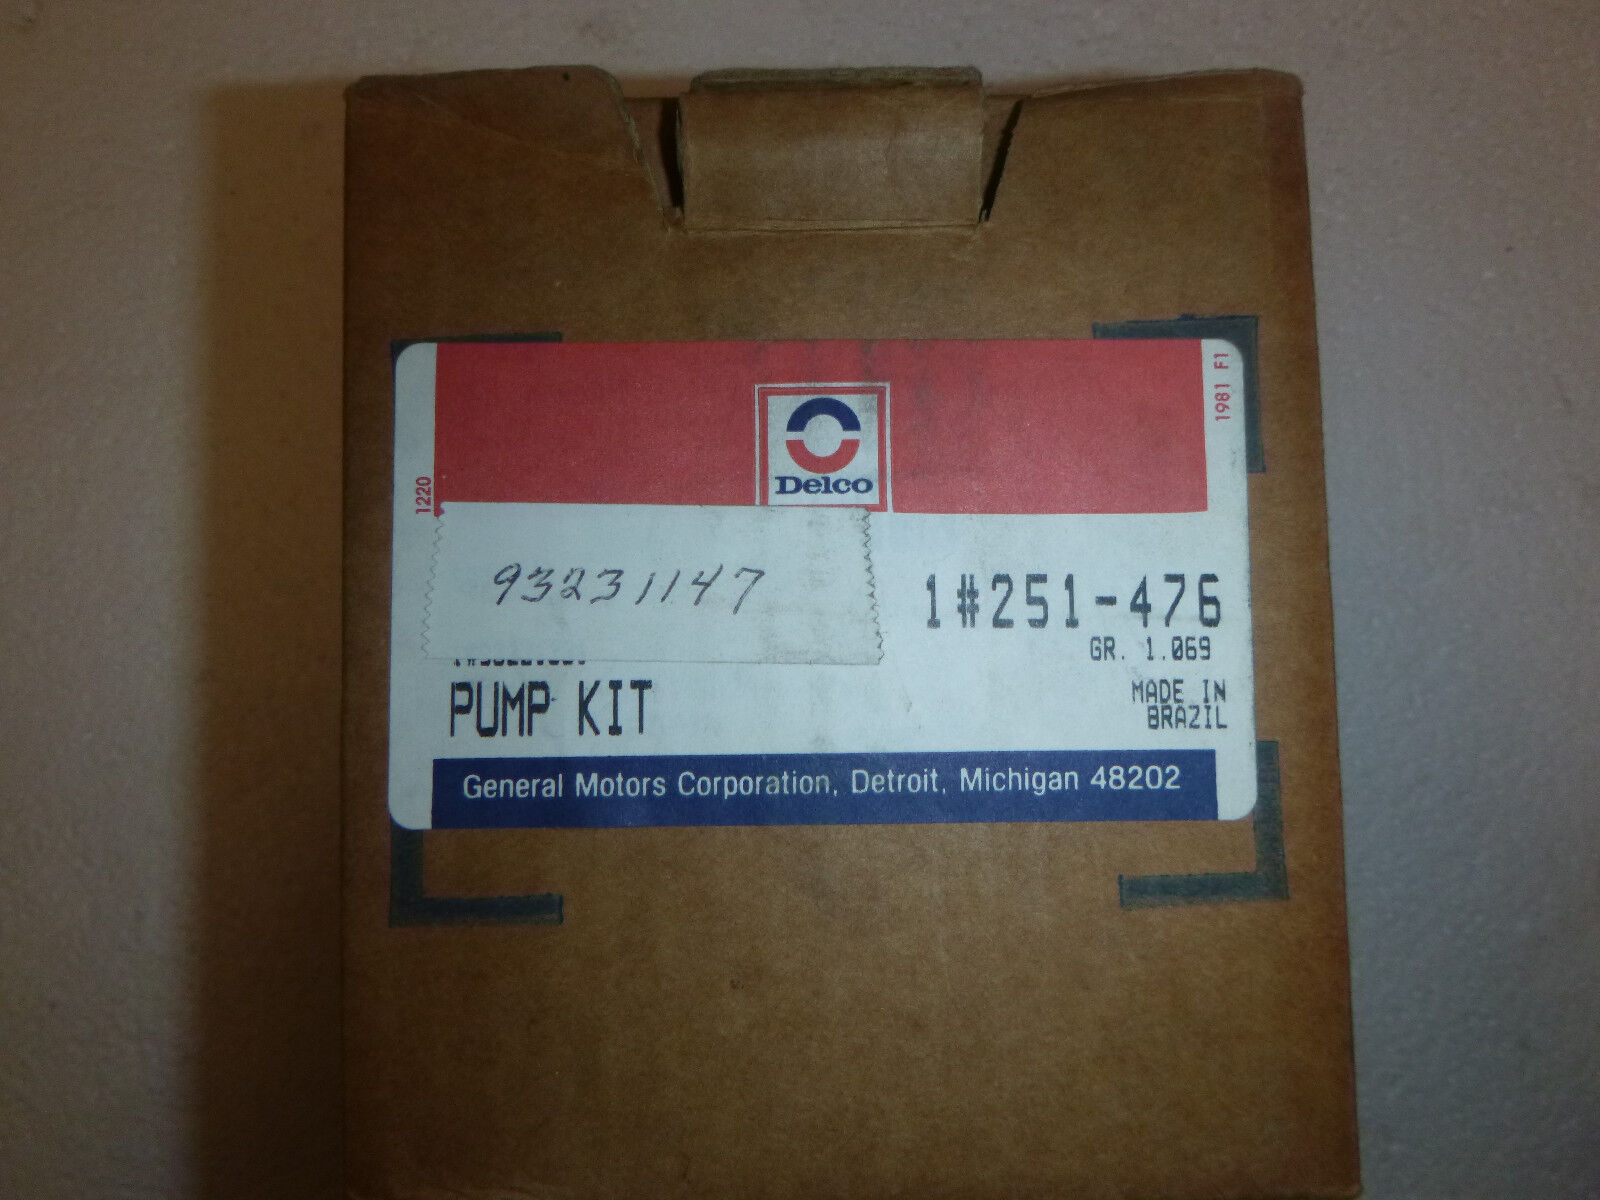 1981 F1
Delco
1220
93231147
1#251-476
GR. 1.069
PUMP KIT
MADE IN
BRAZIL
General Motors Corporation, Detroit, Michigan 48202